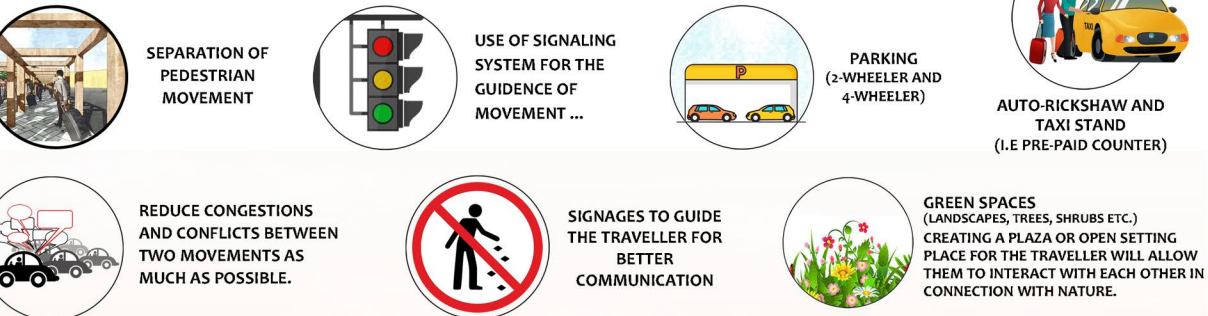 SEPARATION OF
PEDESTRIAN
MOVEMENT
USE OF SIGNALING
SYSTEM FOR THE
GUIDENCE OF
MOVEMENT ...
P
PARKING
(2-WHEELER AND
4-WHEELER)
TAXI
AUTO-RICKSHAW AND
TAXI STAND
(I.E PRE-PAID COUNTER)
REDUCE CONGESTIONS
AND CONFLICTS BETWEEN
TWO MOVEMENTS AS
MUCH AS POSSIBLE.
SIGNAGES TO GUIDE
THE TRAVELLER FOR
BETTER
COMMUNICATION
GREEN SPACES
(LANDSCAPES, TREES, SHRUBS ETC.)
CREATING A PLAZA OR OPEN SETTING
PLACE FOR THE TRAVELLER WILL ALLOW
THEM TO INTERACT WITH EACH OTHER IN
CONNECTION WITH NATURE.